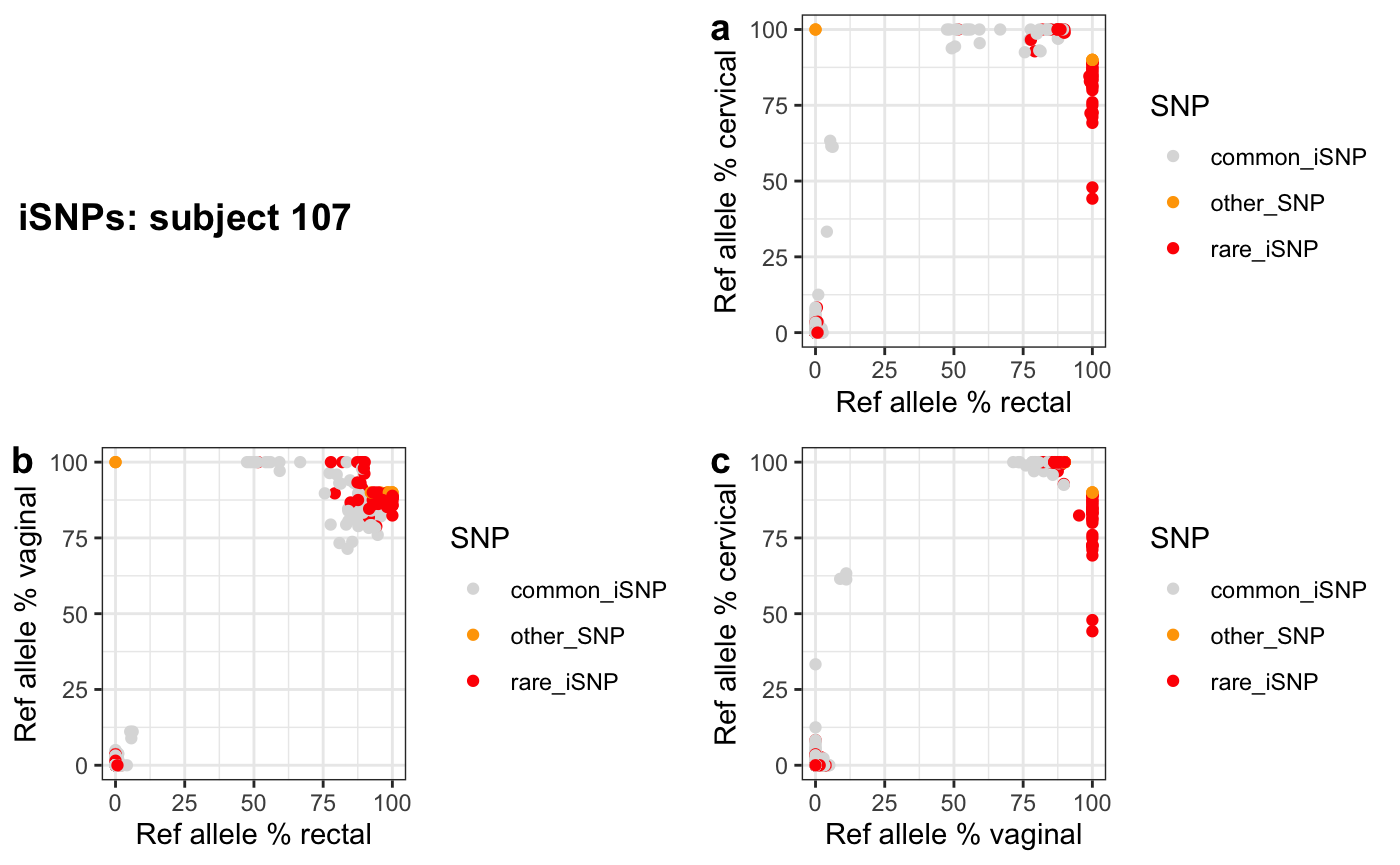 a
100
75
50
25
0
Ref allele % cervical
0 25 50 75 100
Ref allele % rectal
SNP
common_iSNP
other_SNP
rare_iSNP
iSNPs: subject 107
b
100
75
50
25
0
Ref allele % vaginal
0 25 50 75 100
Ref allele % rectal
SNP
common_iSNP
other_SNP
rare_iSNP
c
100
75
50
25
0
Ref allele % cervical
0 25 50 75 100
Ref allele % vaginal
SNP
common_iSNP
other_SNP
rare_iSNP